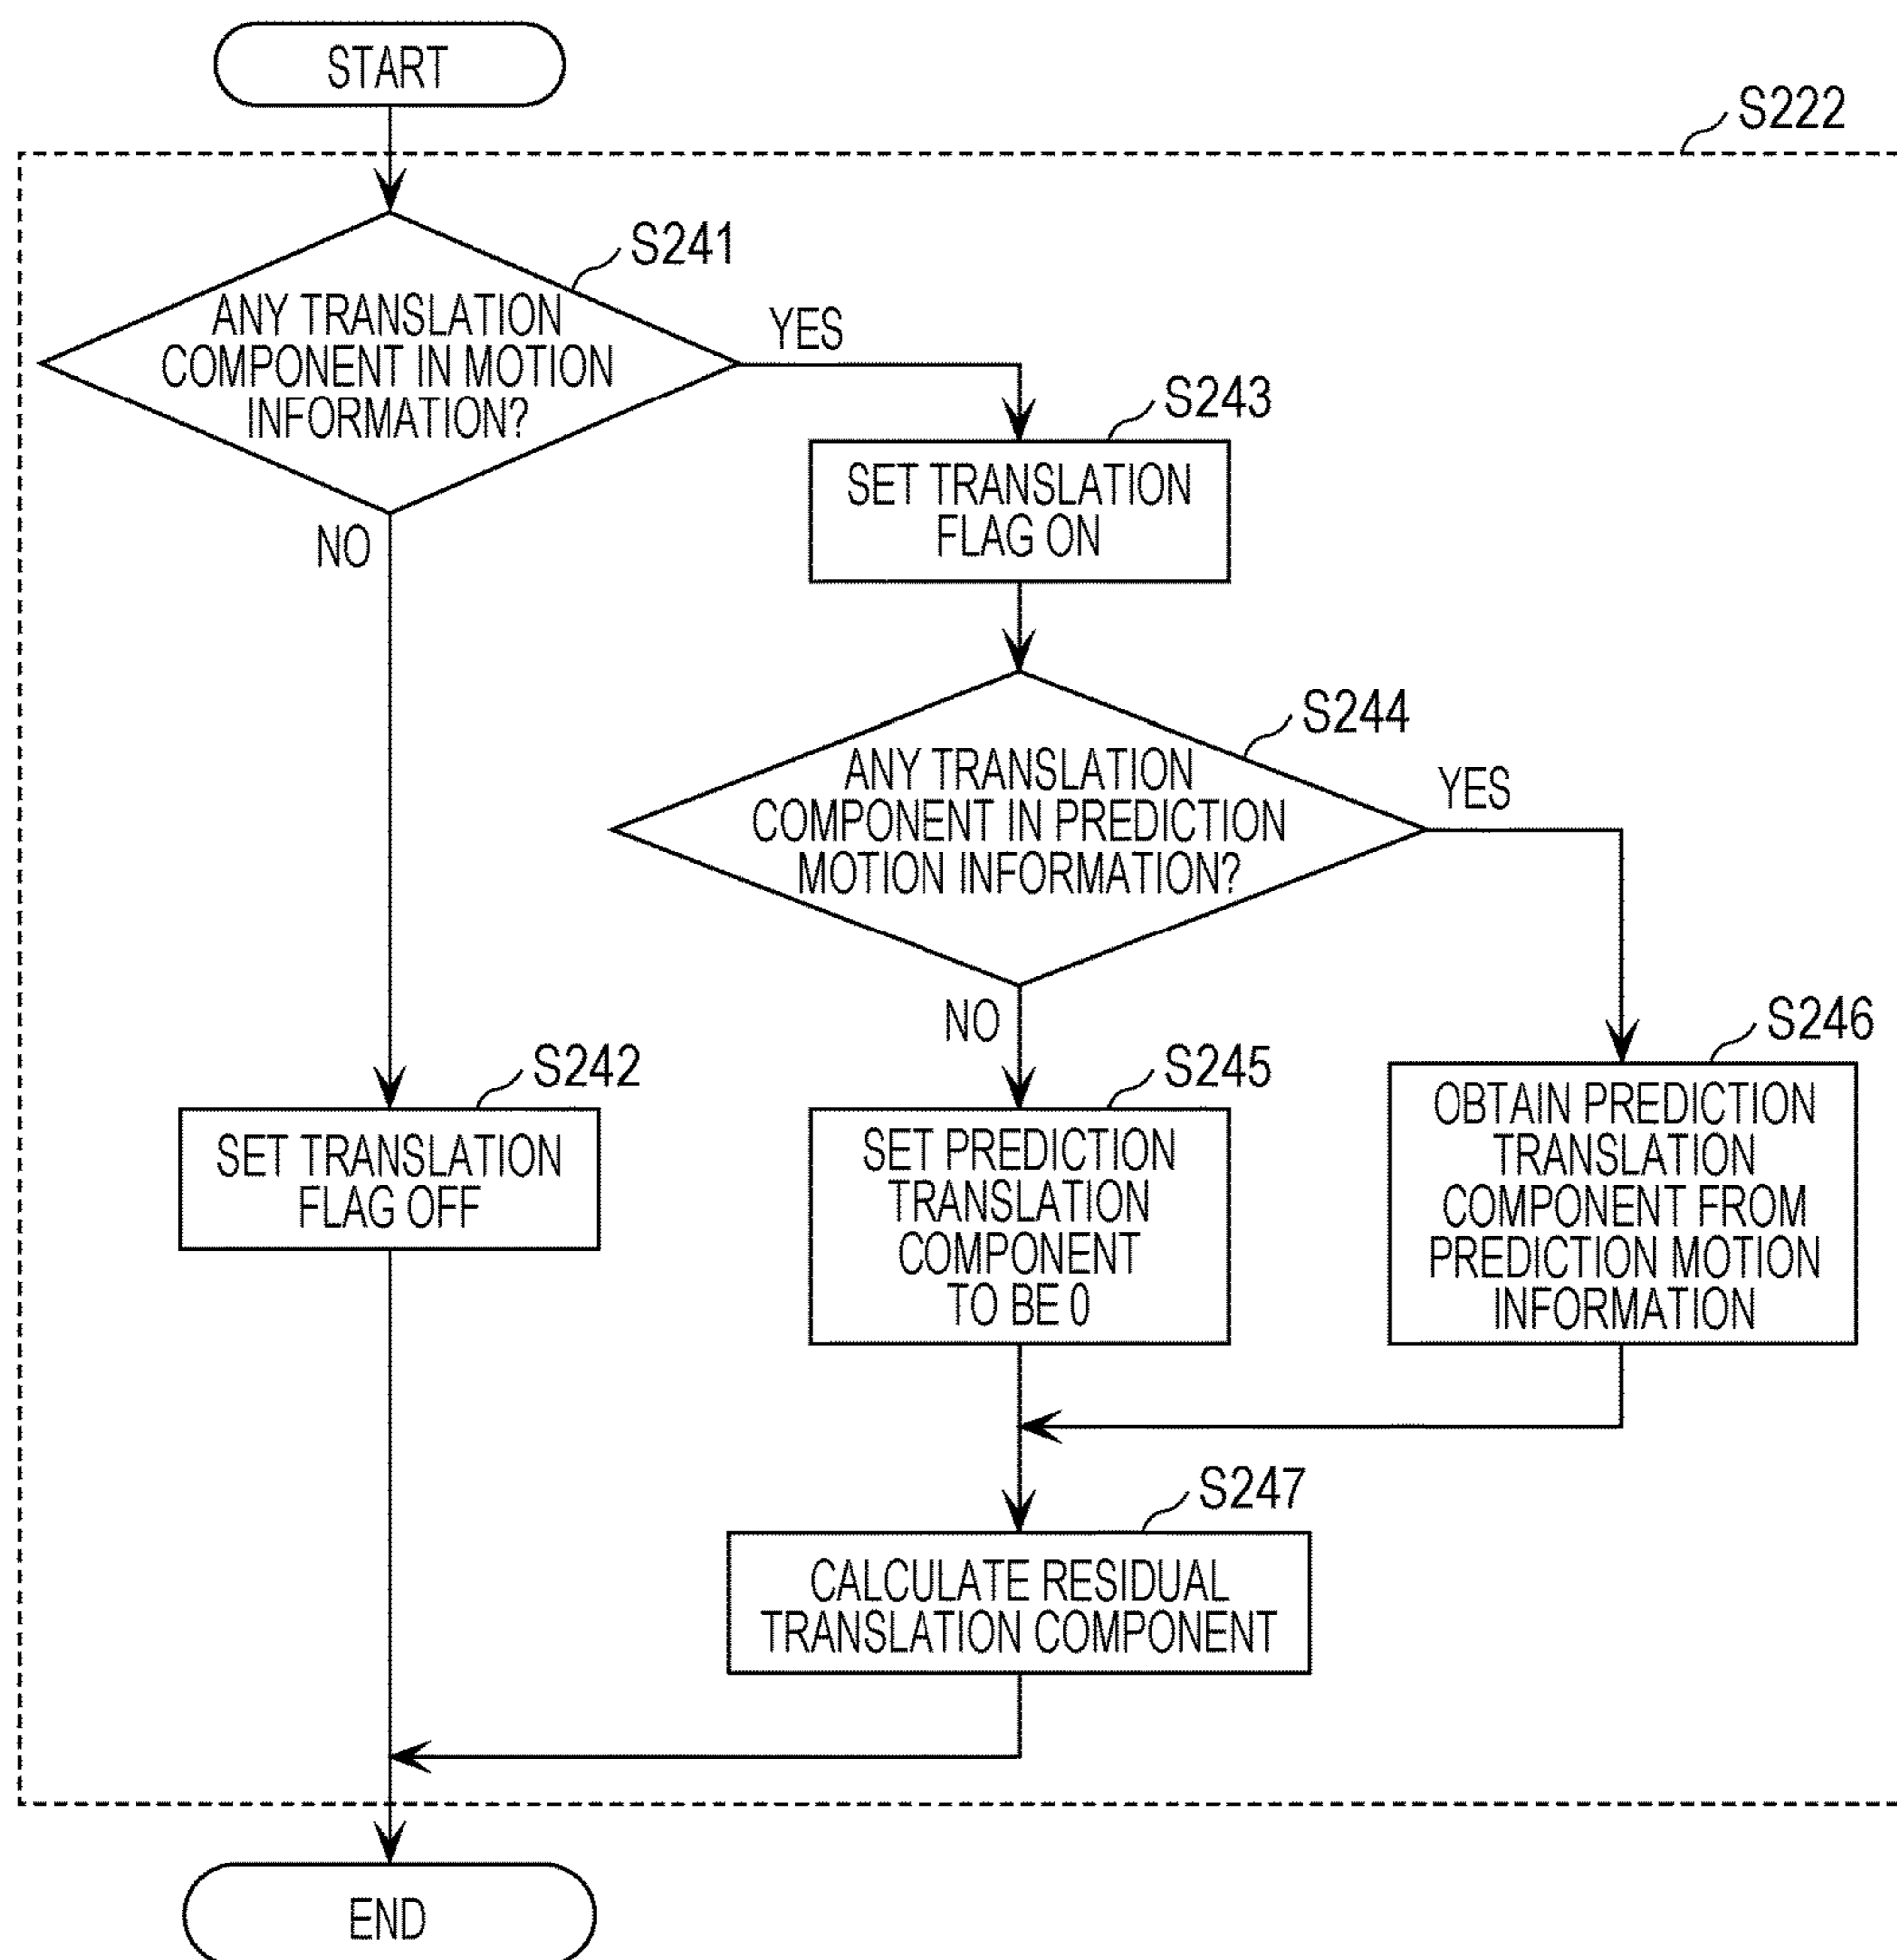 START
S222
S241
ANY TRANSLATION
COMPONENT IN MOTION
INFORMATION?
YES
NO
S243
SET TRANSLATION
FLAG ON
S244
ANY TRANSLATION
COMPONENT IN PREDICTION
MOTION INFORMATION?
YES
NO
S242
SET TRANSLATION
FLAG OFF
S245
SET PREDICTION
TRANSLATION
COMPONENT
TO BE 0
S246
OBTAIN PREDICTION
TRANSLATION
COMPONENT FROM
PREDICTION MOTION
INFORMATION
S247
CALCULATE RESIDUAL
TRANSLATION COMPONENT
END